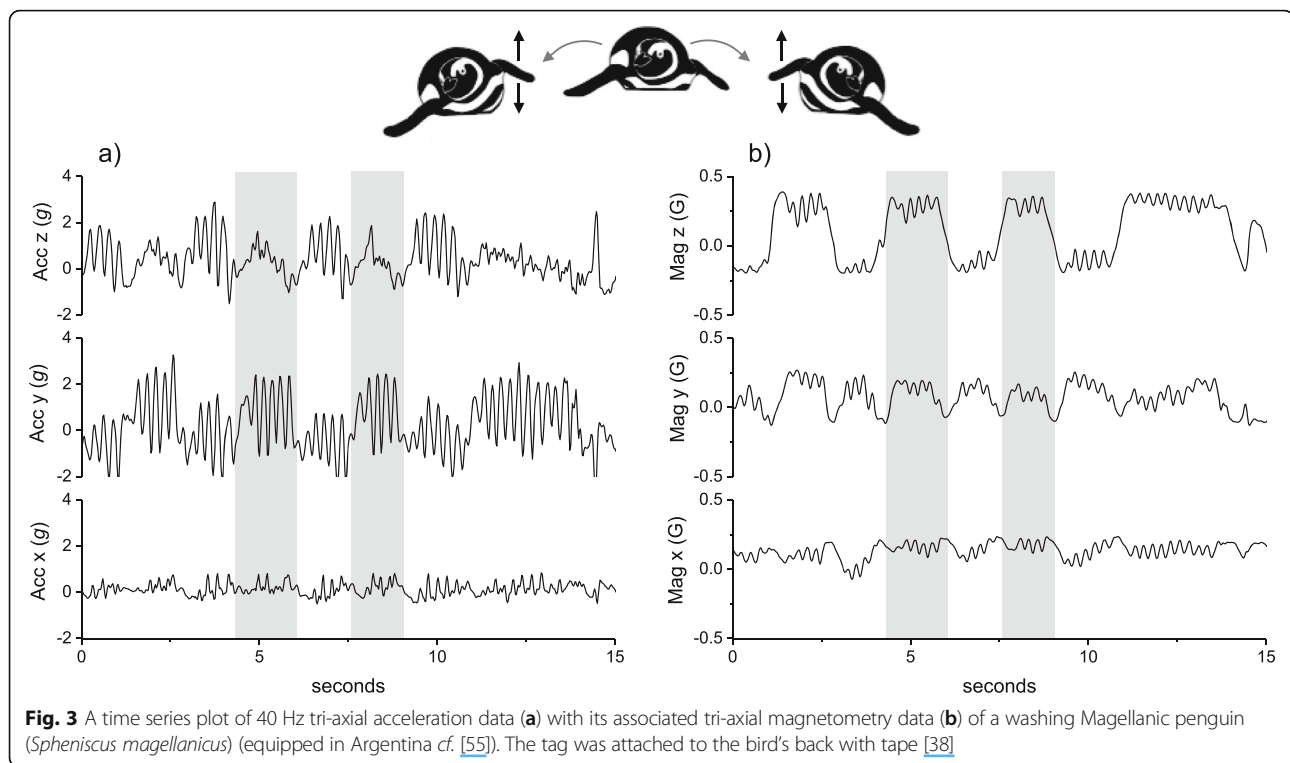 a)
b)
4
2
0
-2
Acc z (g)
4
2
0
-2
Acc y (g)
4
2
0
-2
Acc x (g)
0
5
10
15
seconds
0.5
0.0
-0.5
Mag z (G)
0.5
0.0
-0.5
Mag y (G)
0.5
0.0
-0.5
Mag x (G)
0
5
10
15
seconds
Fig. 3 A time series plot of 40 Hz tri-axial acceleration data (a) with its associated tri-axial magnetometry data (b) of a washing Magellanic penguin
(Spheniscus magellanicus) (equipped in Argentina cf. [55]). The tag was attached to the bird's back with tape [38]